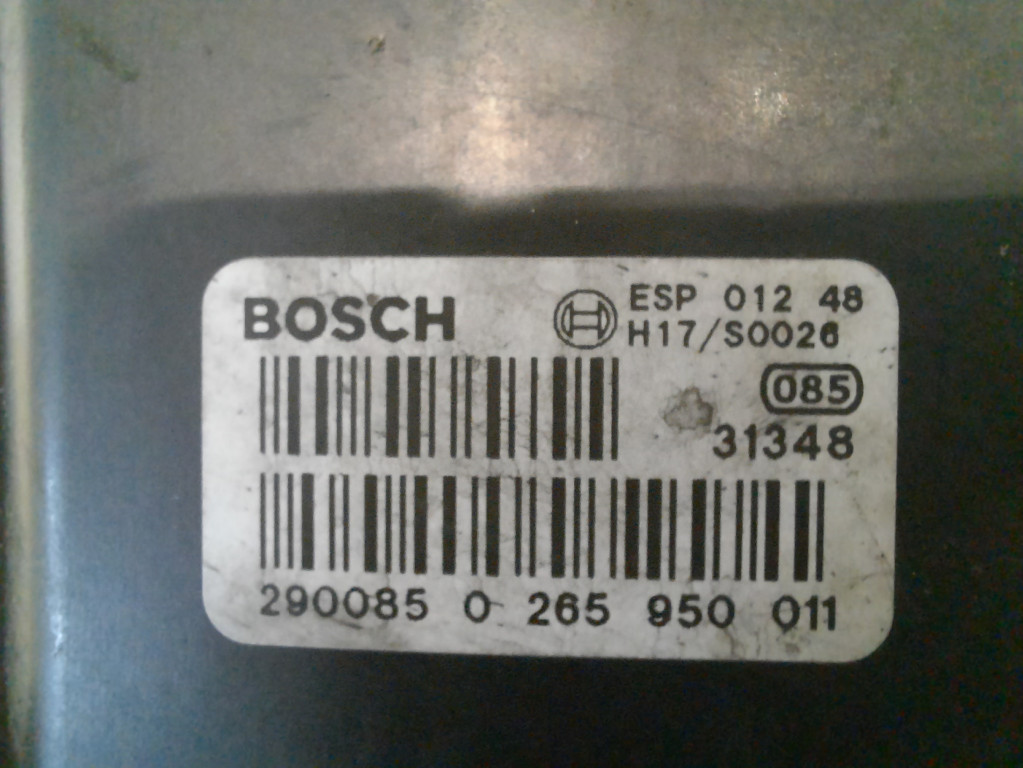 BOSCH
ESP 012 48
H17/S0026
085
31348
290085 0 265 950 011